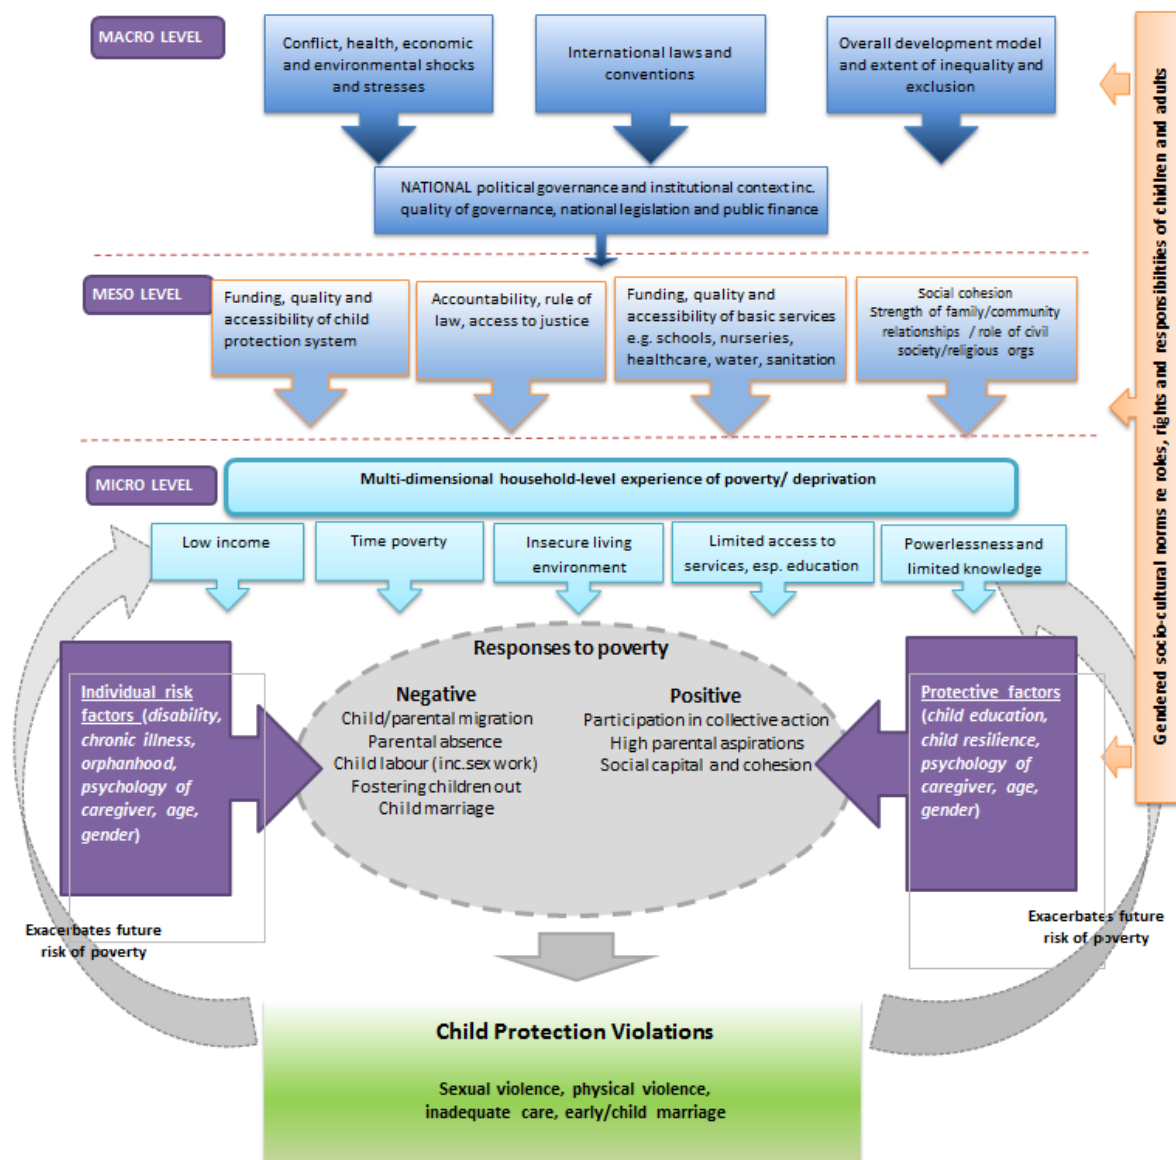 MACRO LEVEL
Conflict, health, economic
and environmental shocks
and stresses
International laws and
conventions
Overall development model
and extent of inequality and
exclusion
NATIONAL political governance and institutional context inc.
quality of governance, national legislation and public finance
MESO LEVEL
Funding, quality and
accessibility of child
protection system
Accountability, rule of
law, access to justice
Funding, quality and
accessibility of basic services
e.g. schools, nurseries,
healthcare, water, sanitation
Social cohesion
Strength of family/community
relationships / role of civil
society/religious orgs
MICRO LEVEL
Multi-dimensional household-level experience of poverty/ deprivation
Low income
Time poverty
Insecure living
environment
Limited access to
services, esp. education
Powerlessness and
limited knowledge
Responses to poverty
Negative
Child/parental migration
Parental absence
Child labour (inc.sex work)
Fostering children out
Child marriage
Positive
Participation in collective action
High parental aspirations
Social capital and cohesion
Individual risk
factors (disability,
chronic illness,
orphanhood,
psychology of
caregiver, age,
gender)
Protective factors
(child education,
child resilience,
psychology of
caregiver, age,
gender)
Exacerbates future
risk of poverty
Exacerbates future
risk of poverty
Child Protection Violations
Sexual violence, physical violence,
inadequate care, early/child marriage
Gendered socio-cultural norms re roles, rights and responsibiltiies of chidlren and adults